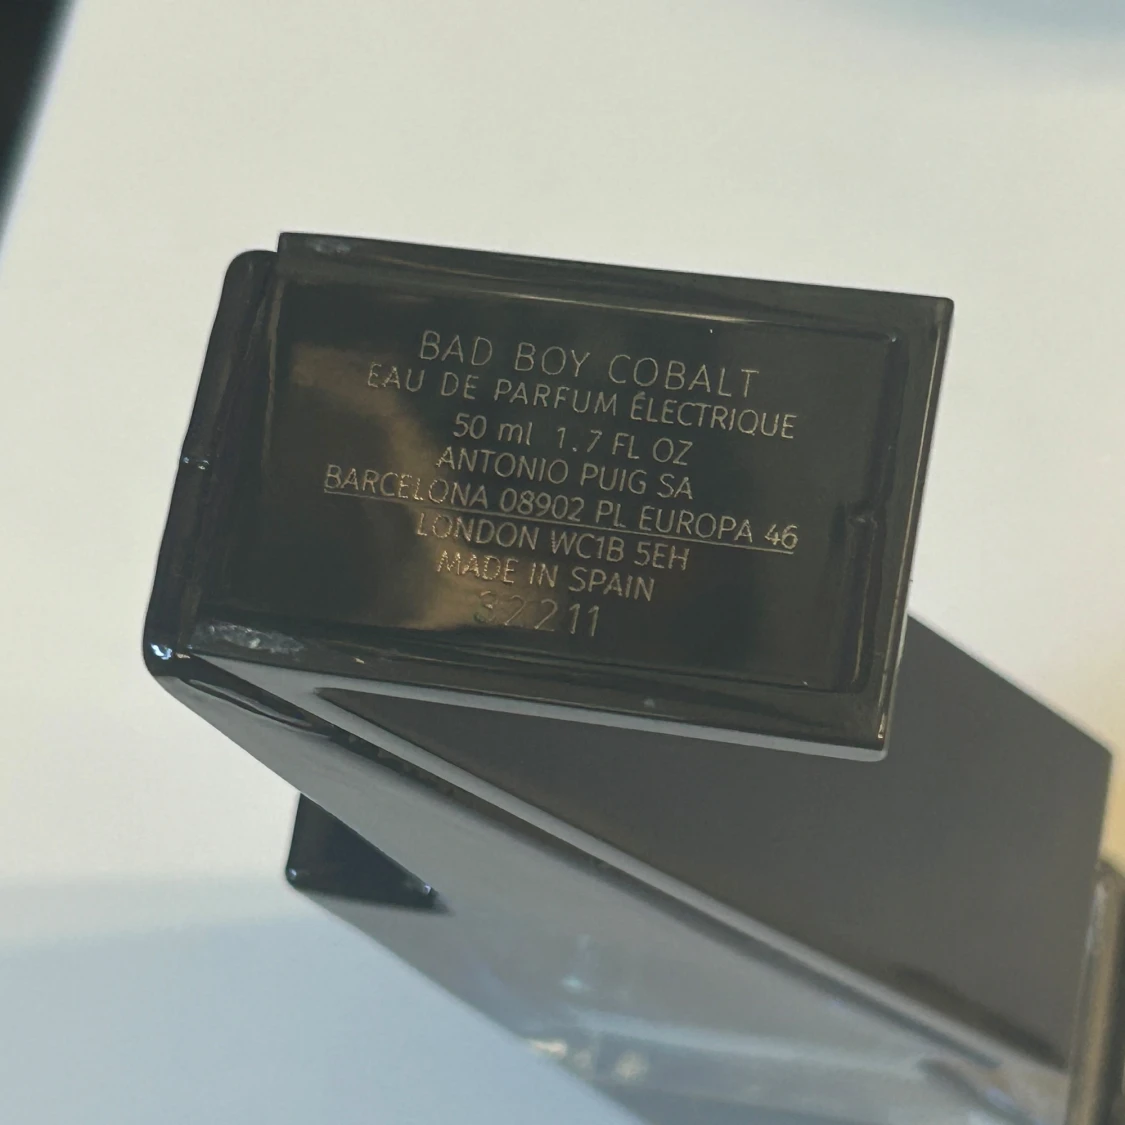 BAD BOY COBALT
EAU DE PARFUM ÉLECTRIQUE
50 ml 1.7 FL OZ
ANTONIO PUIG SA
BARCELONA 08902 PL EUROPA 46
LONDON WC1B 5EH
MADE IN SPAIN
32211